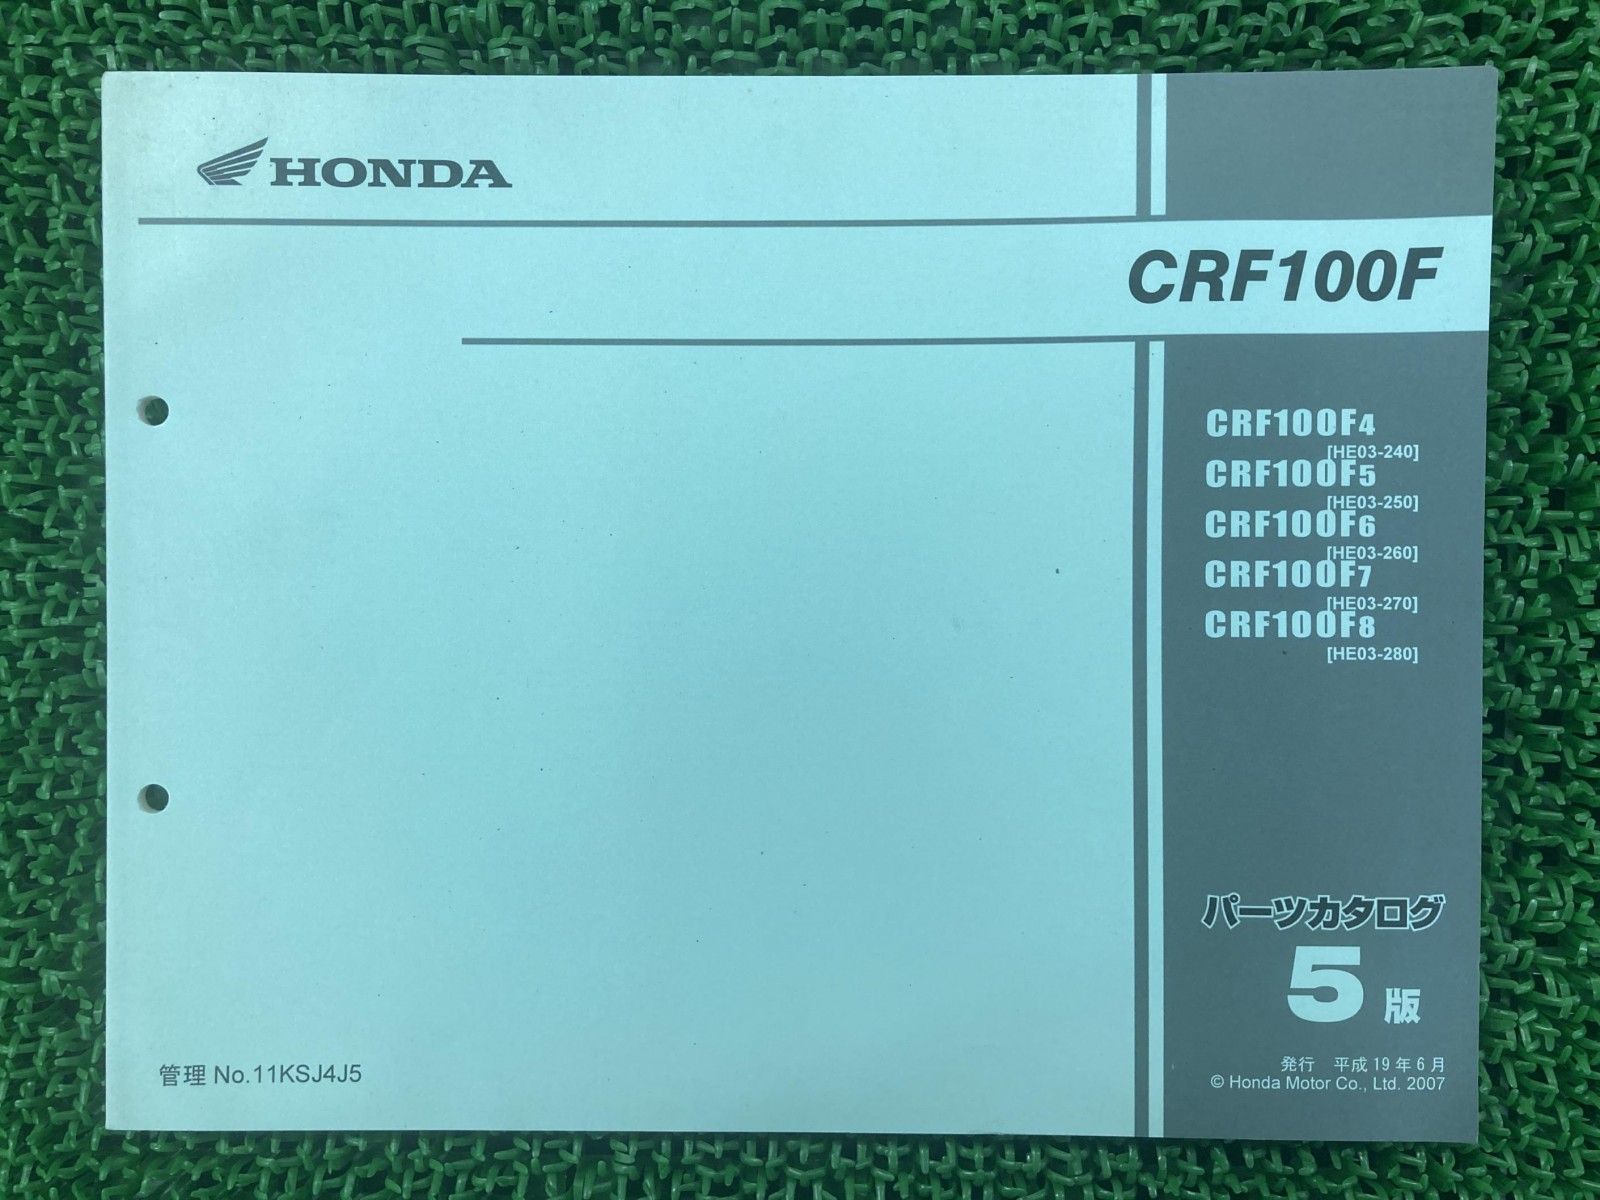 HONDA
CRF100F
CRF100F4
[HE03-240]
CRF100F5
[HE03-250]
CRF100F6
[HE03-260]
CRF100F7
[HE03-270]
CRF100F8
[HE03-280]
パーツカタログ
5版
発行 平成19年6月
© Honda Motor Co., Ltd. 2007
管理 No.11KSJ4J5